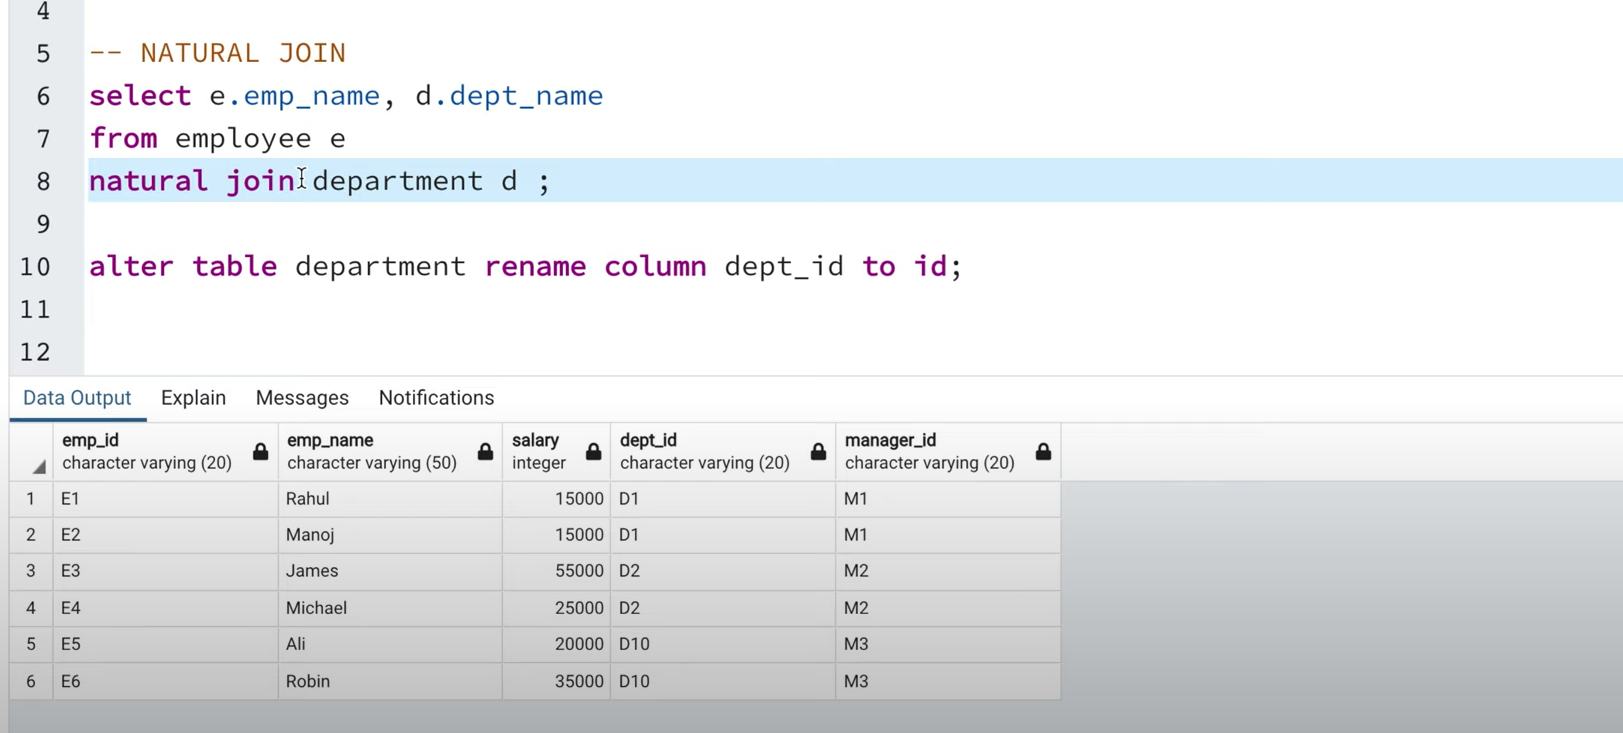 4
5 -- NATURAL JOIN
6 select e.emp_name, d.dept_name
7 from employee e
8 natural join department d ;
9
10 alter table department rename column dept_id to id;
11
12
Data Output Explain Messages Notifications
emp_id emp_name salary dept_id manager_id
character varying (20) character varying (50) integer character varying (20) character varying (20)
1 E1 Rahul 15000 D1 M1
2 E2 Manoj 15000 D1 M1
3 E3 James 55000 D2 M2
4 E4 Michael 25000 D2 M2
5 E5 Ali 20000 D10 M3
6 E6 Robin 35000 D10 M3